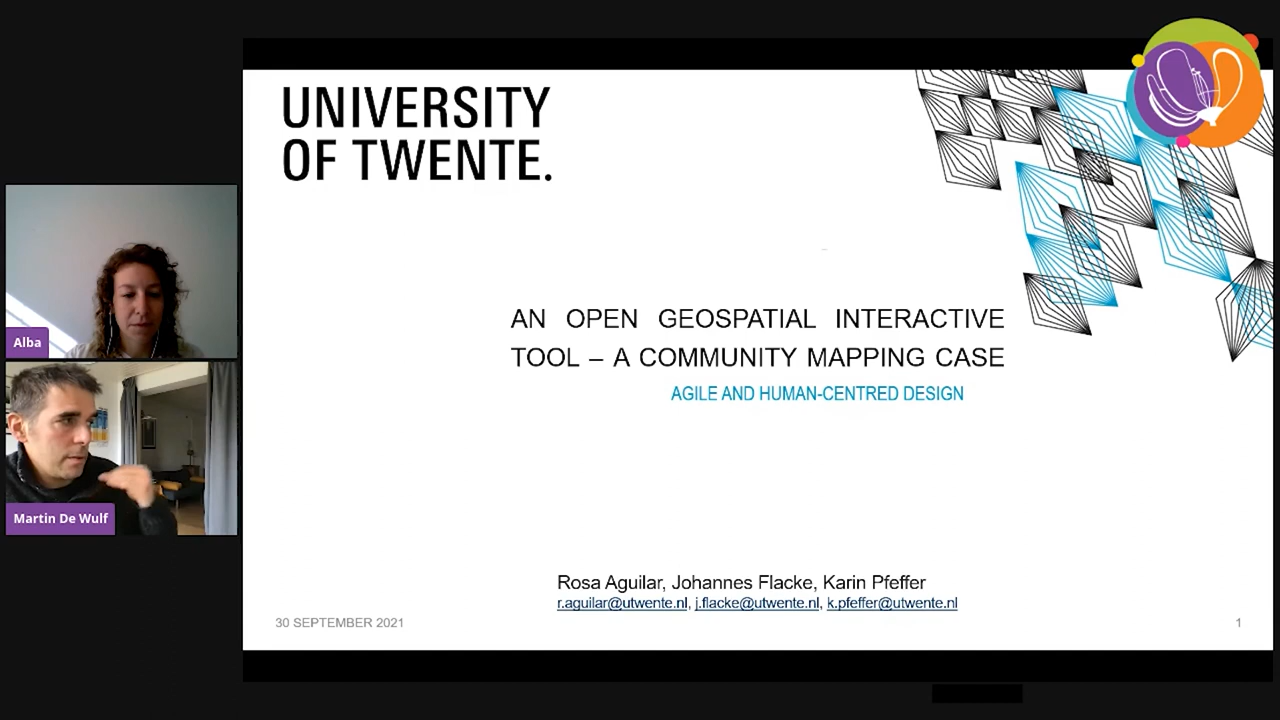 UNIVERSITY
OF TWENTE.
Alba
Martin De Wulf
AN OPEN GEOSPATIAL INTERACTIVE
TOOL – A COMMUNITY MAPPING CASE
AGILE AND HUMAN-CENTRED DESIGN
Rosa Aguilar, Johannes Flacke, Karin Pfeffer
r.aguilar@utwente.nl, j.flacke@utwente.nl, k.pfeffer@utwente.nl
30 SEPTEMBER 2021
1